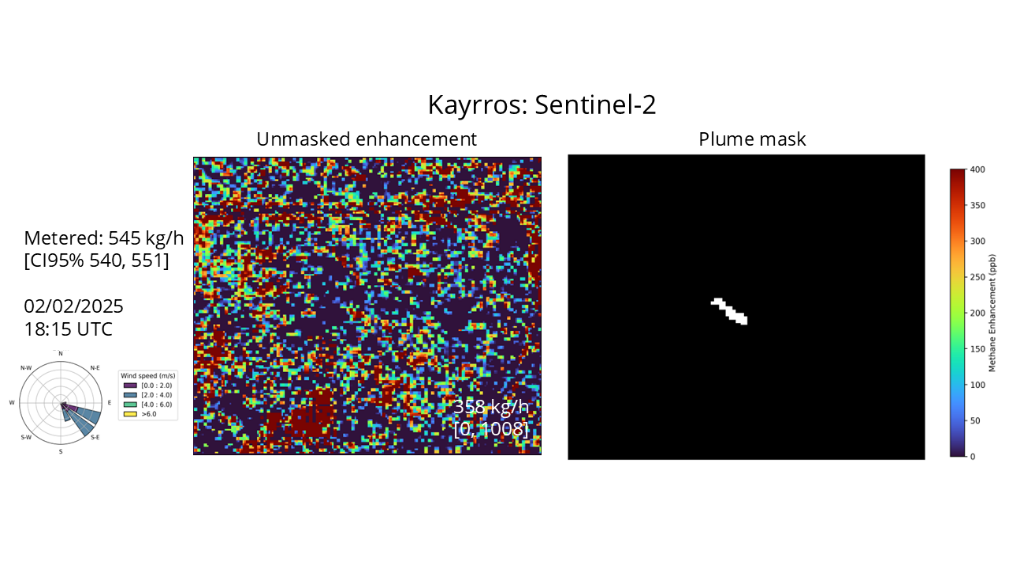 Kayrros: Sentinel-2
Unmasked enhancement
Plume mask
Metered: 545 kg/h
[CI95% 540, 551]
02/02/2025
18:15 UTC
N
N-W
N-E
W
E
S-W
S-E
S
Wind speed (m/s)
[0.0 : 2.0)
[2.0 : 4.0)
[4.0 : 6.0)
>6.0
358 kg/h
[0, 1008]
400
350
300
250
200
150
100
50
0
Methane Enhancement (ppb)